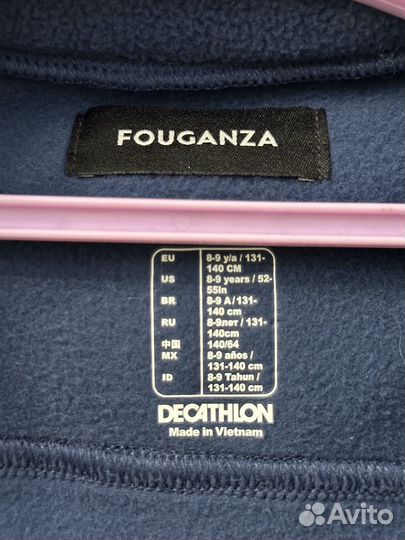 FOUGANZA
EU 8-9 y/a / 131-
140 CM
US 8-9 years / 52-
55in
BR 8-9 A / 131-
140 cm
RU 8-9лет / 131-
140cm
中国 140/64
MX 8-9 años /
131-140 cm
ID 8-9 Tahun /
131-140 cm
DECATHLON
Made in Vietnam
Avito